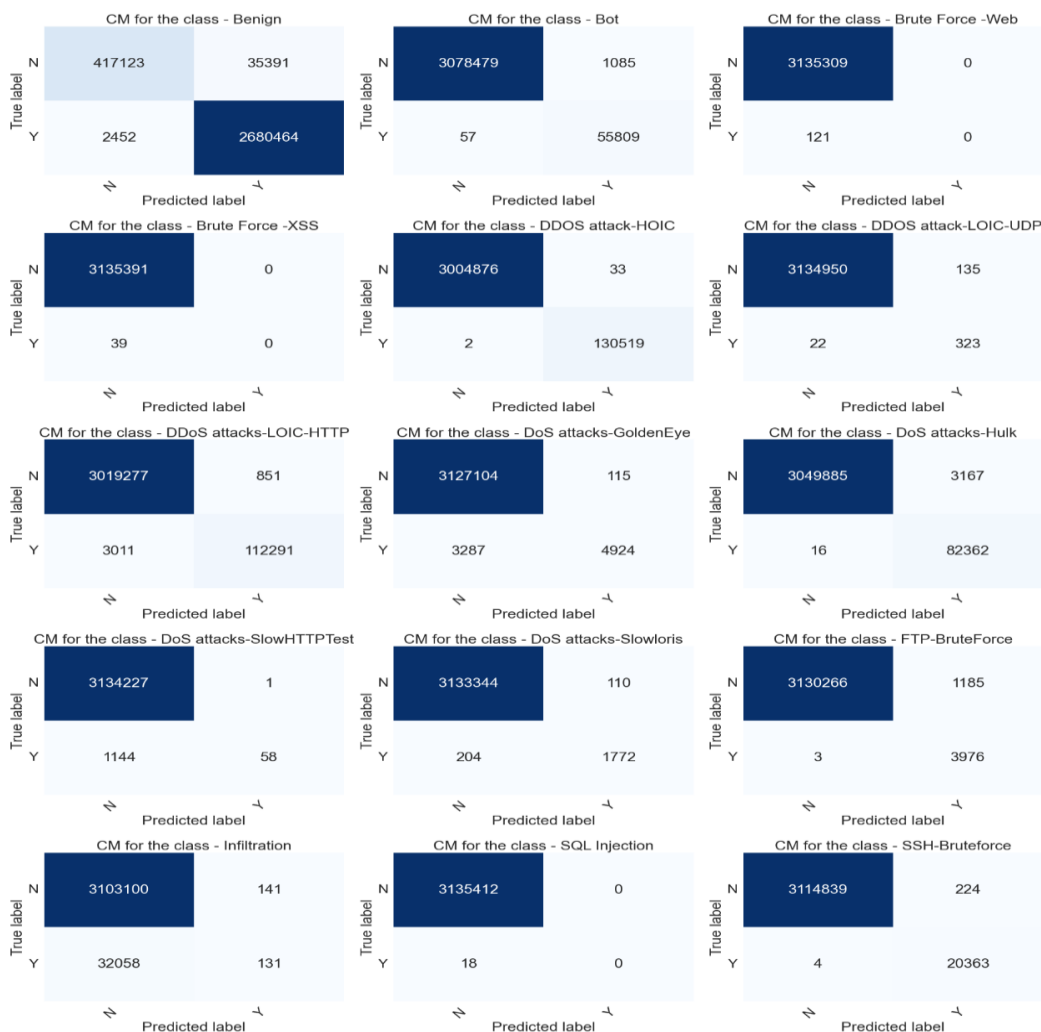 CM for the class - Benign
N 417123 35391
Y 2452 2680464
N Y
True label
Predicted label
CM for the class - Bot
N 3078479 1085
Y 57 55809
N Y
True label
Predicted label
CM for the class - Brute Force -Web
N 3135309 0
Y 121 0
N Y
True label
Predicted label
CM for the class - Brute Force -XSS
N 3135391 0
Y 39 0
N Y
True label
Predicted label
CM for the class - DDOS attack-HOIC
N 3004876 33
Y 2 130519
N Y
True label
Predicted label
CM for the class - DDOS attack-LOIC-UDP
N 3134950 135
Y 22 323
N Y
True label
Predicted label
CM for the class - DDoS attacks-LOIC-HTTP
N 3019277 851
Y 3011 112291
N Y
True label
Predicted label
CM for the class - DoS attacks-GoldenEye
N 3127104 115
Y 3287 4924
N Y
True label
Predicted label
CM for the class - DoS attacks-Hulk
N 3049885 3167
Y 16 82362
N Y
True label
Predicted label
CM for the class - DoS attacks-SlowHTTPTest
N 3134227 1
Y 1144 58
N Y
True label
Predicted label
CM for the class - DoS attacks-Slowloris
N 3133344 110
Y 204 1772
N Y
True label
Predicted label
CM for the class - FTP-BruteForce
N 3130266 1185
Y 3 3976
N Y
True label
Predicted label
CM for the class - Infiltration
N 3103100 141
Y 32058 131
N Y
True label
Predicted label
CM for the class - SQL Injection
N 3135412 0
Y 18 0
N Y
True label
Predicted label
CM for the class - SSH-Bruteforce
N 3114839 224
Y 4 20363
N Y
True label
Predicted label